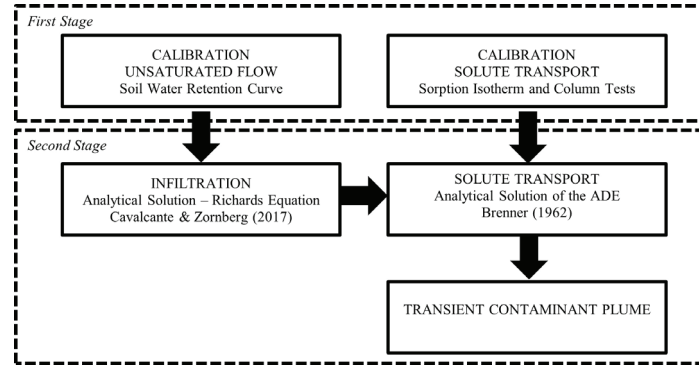 First Stage
CALIBRATION
UNSATURATED FLOW
Soil Water Retention Curve
CALIBRATION
SOLUTE TRANSPORT
Sorption Isotherm and Column Tests
Second Stage
INFILTRATION
Analytical Solution – Richards Equation
Cavalcante & Zornberg (2017)
SOLUTE TRANSPORT
Analytical Solution of the ADE
Brenner (1962)
TRANSIENT CONTAMINANT PLUME